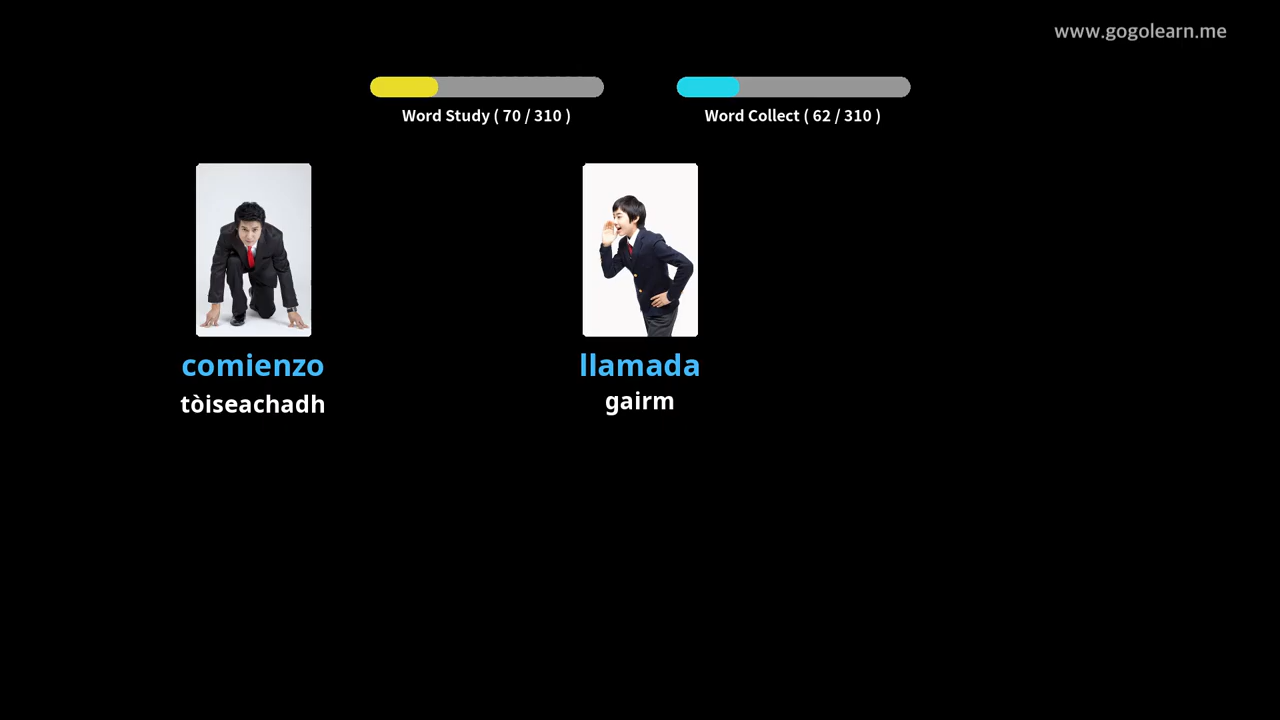 www.gogolearn.me
Word Study ( 70 / 310 )
Word Collect ( 62 / 310 )
comienzo
tòiseachadh
llamada
gairm